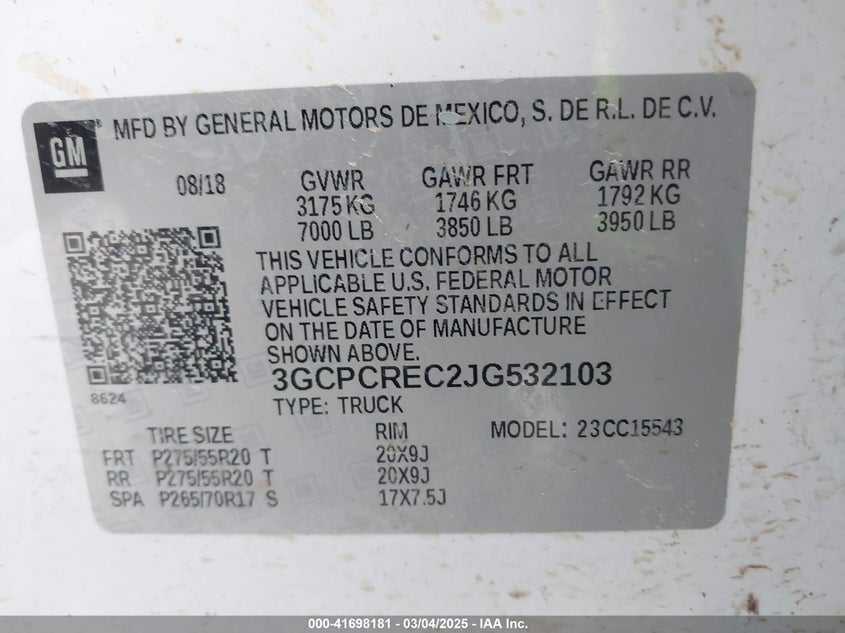 GM
MFD BY GENERAL MOTORS DE MEXICO, S. DE R.L. DE C.V.
08/18 GVWR GAWR FRT GAWR RR
3175 KG 1746 KG 1792 KG
7000 LB 3850 LB 3950 LB
THIS VEHICLE CONFORMS TO ALL
APPLICABLE U.S. FEDERAL MOTOR
VEHICLE SAFETY STANDARDS IN EFFECT
ON THE DATE OF MANUFACTURE
SHOWN ABOVE.
3GCPCREC2JG532103
8624
TYPE: TRUCK
TIRE SIZE RIM MODEL: 23CC15543
FRT P275/55R20 T 20X9J
RR P275/55R20 T 20X9J
SPA P265/70R17 S 17X7.5J
000-41698181 - 03/04/2025 - IAA Inc.